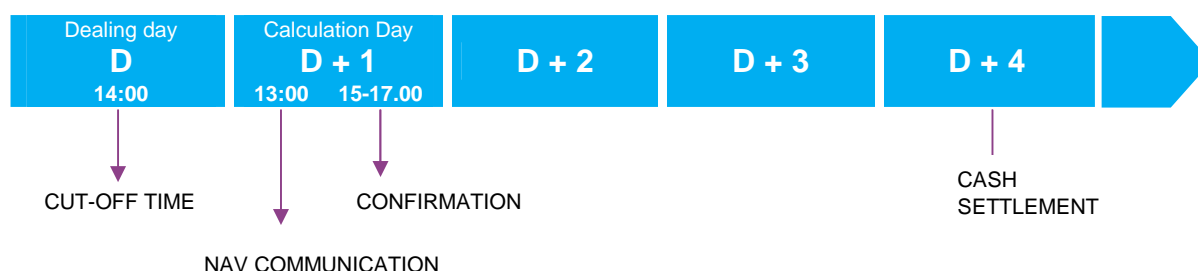 Dealing day
D
14:00
Calculation Day
D + 1
13:00 15-17.00
D + 2
D + 3
D + 4
CUT-OFF TIME
CONFIRMATION
CASH
SETTLEMENT
NAV COMMUNICATION